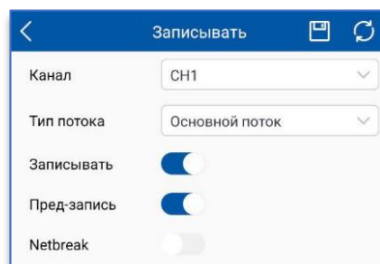 Записывать
Канал CH1
Тип потока Основной поток
Записывать
Пред-запись
Netbreak